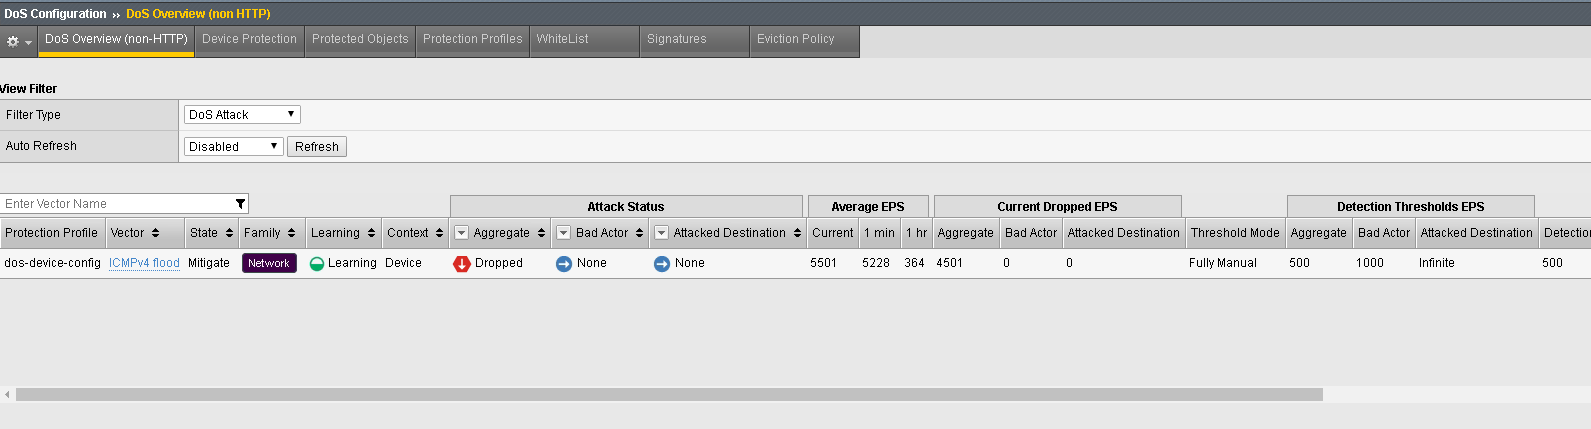 DoS Configuration ›› DoS Overview (non HTTP)
DoS Overview (non-HTTP) Device Protection Protected Objects Protection Profiles WhiteList Signatures Eviction Policy
View Filter
Filter Type DoS Attack
Auto Refresh Disabled Refresh
Enter Vector Name Attack Status Average EPS Current Dropped EPS Detection Thresholds EPS
Protection Profile Vector State Family Learning Context Aggregate Bad Actor Attacked Destination Current 1 min 1 hr Aggregate Bad Actor Attacked Destination Threshold Mode Aggregate Bad Actor Attacked Destination Detectio
dos-device-config ICMPv4 flood Mitigate Network Learning Device Dropped None None 5501 5228 364 4501 0 0 Fully Manual 500 1000 Infinite 500